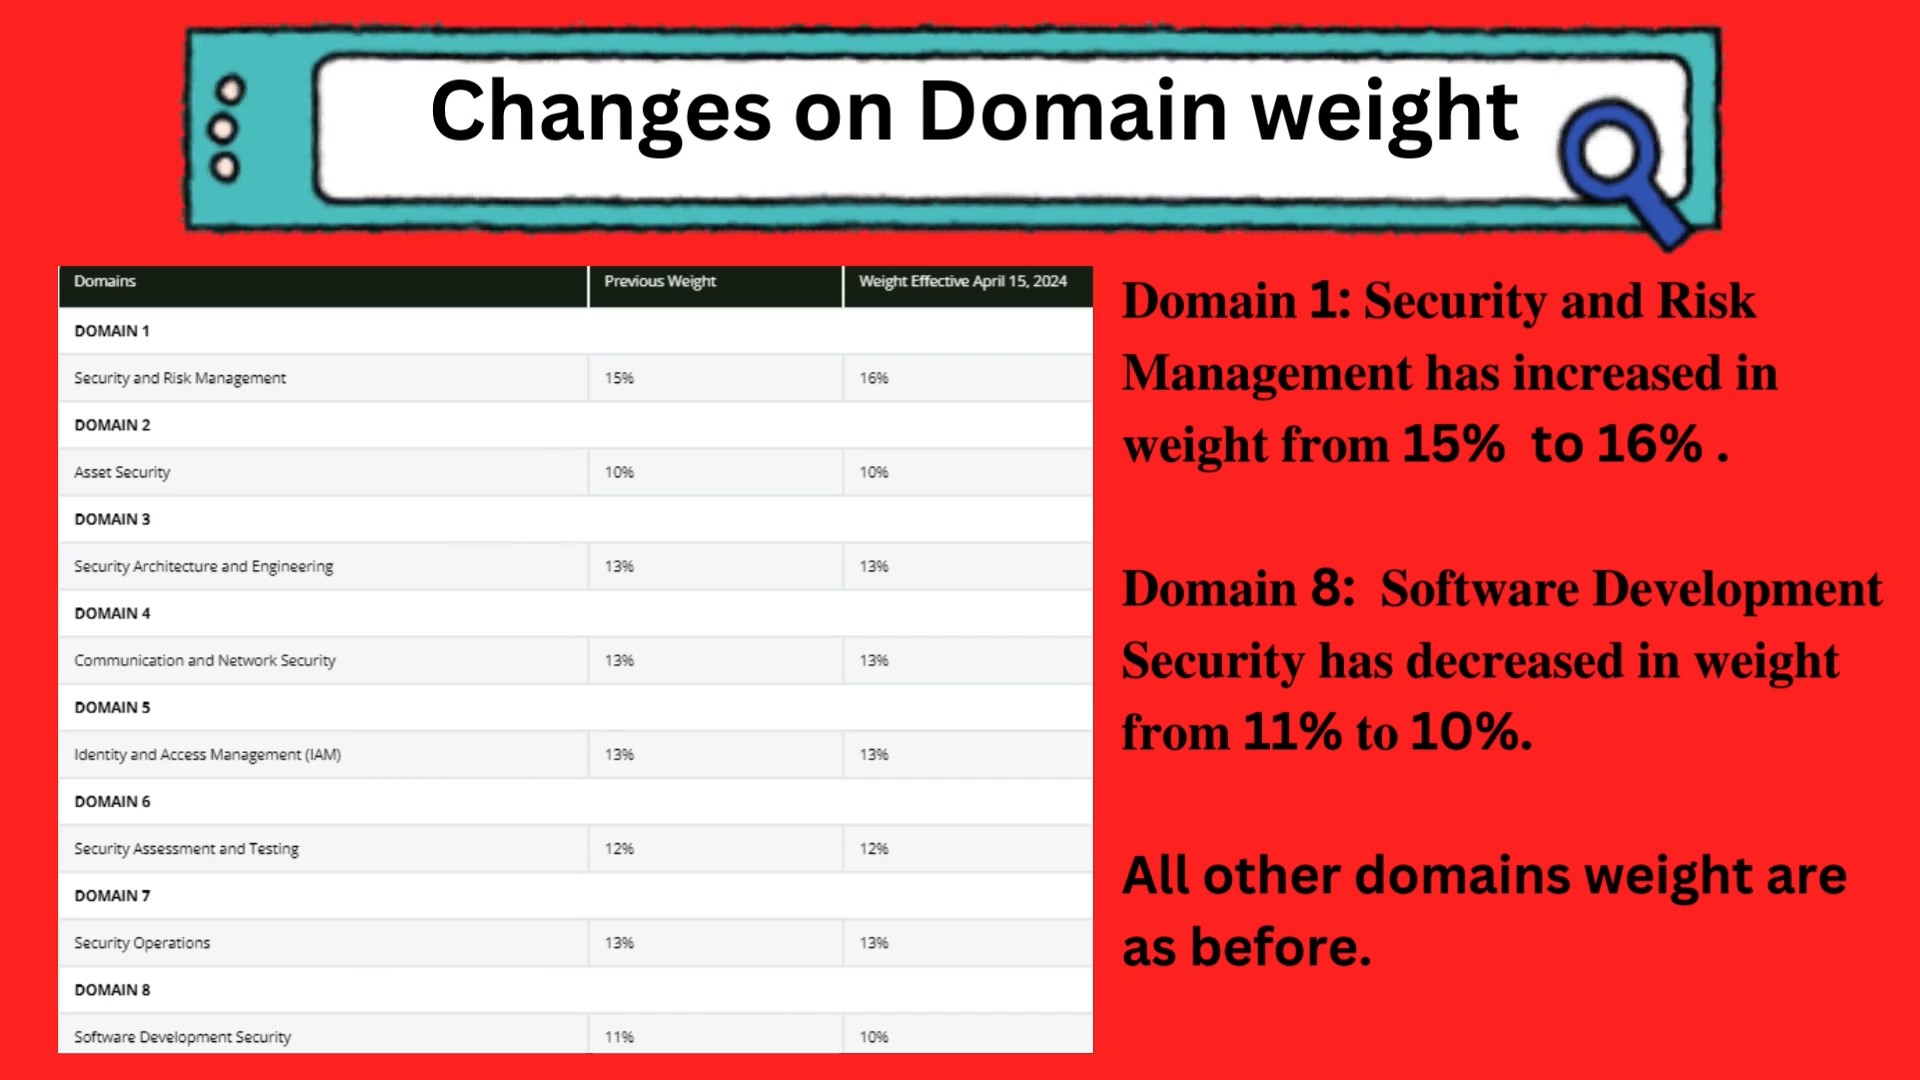 Changes on Domain weight
Domains Previous Weight Weight Effective April 15, 2024
DOMAIN 1
Security and Risk Management 15% 16%
DOMAIN 2
Asset Security 10% 10%
DOMAIN 3
Security Architecture and Engineering 13% 13%
DOMAIN 4
Communication and Network Security 13% 13%
DOMAIN 5
Identity and Access Management (IAM) 13% 13%
DOMAIN 6
Security Assessment and Testing 12% 12%
DOMAIN 7
Security Operations 13% 13%
DOMAIN 8
Software Development Security 11% 10%
Domain 1: Security and Risk
Management has increased in
weight from 15% to 16% .
Domain 8: Software Development
Security has decreased in weight
from 11% to 10%.
All other domains weight are
as before.